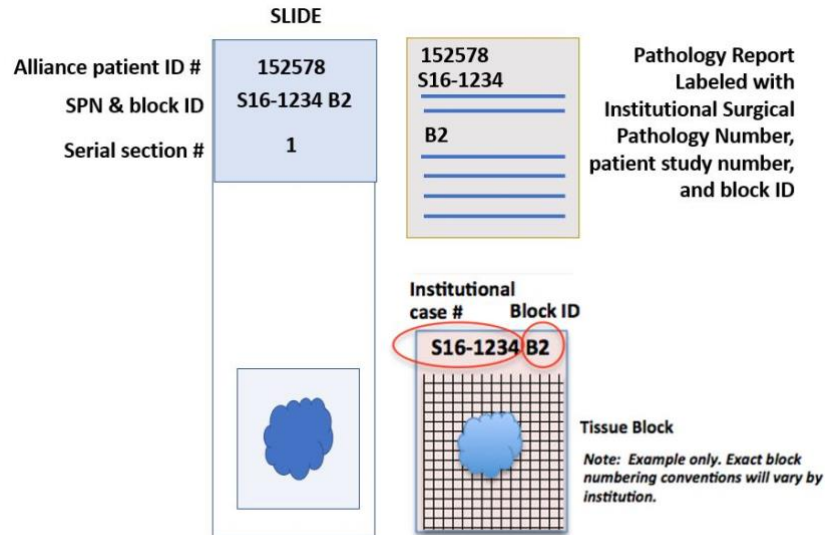 SLIDE
Alliance patient ID #
152578
SPN & block ID
S16-1234 B2
Serial section #
1
152578
S16-1234
B2
Pathology Report
Labeled with
Institutional Surgical
Pathology Number,
patient study number,
and block ID
Institutional
case #
Block ID
S16-1234 B2
Tissue Block
Note: Example only. Exact block
numbering conventions will vary by
institution.